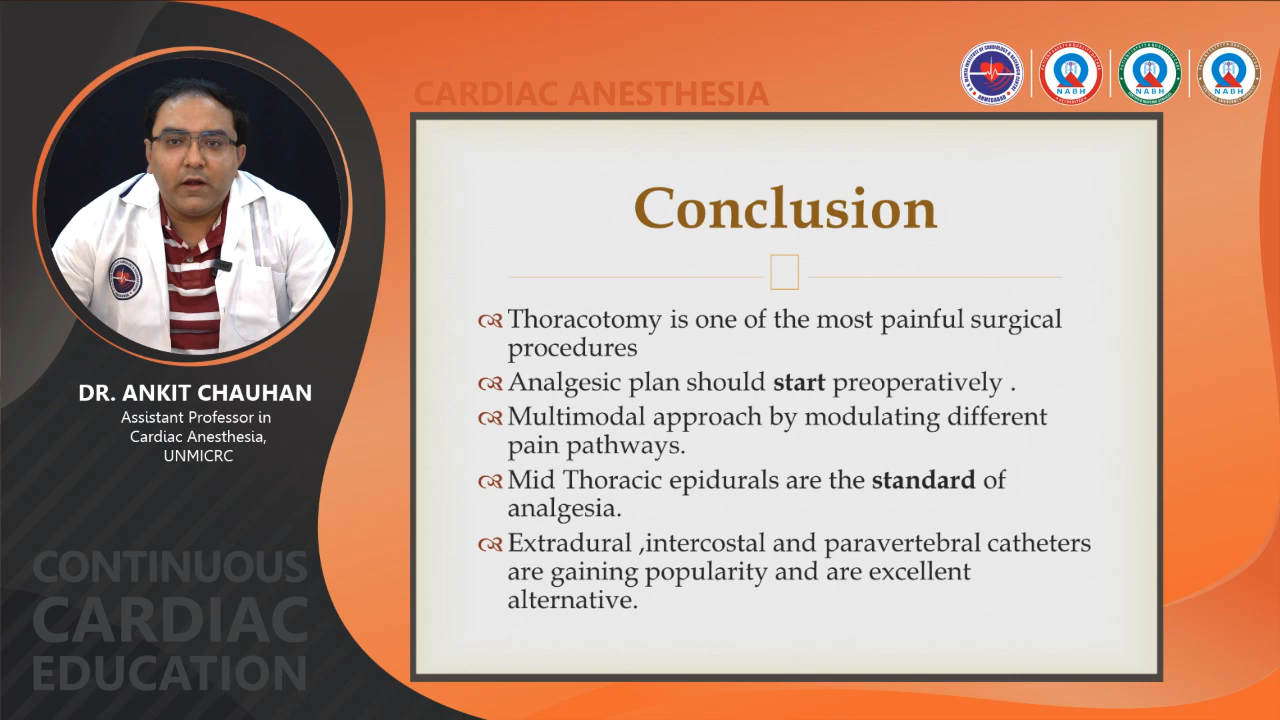 CARDIAC ANESTHESIA
NABH
NABH
NABH
Conclusion
Thoracotomy is one of the most painful surgical
procedures
Analgesic plan should start preoperatively .
Multimodal approach by modulating different
pain pathways.
Mid Thoracic epidurals are the standard of
analgesia.
Extradural ,intercostal and paravertebral catheters
are gaining popularity and are excellent
alternative.
DR. ANKIT CHAUHAN
Assistant Professor in
Cardiac Anesthesia,
UNMICRC
CONTINUOUS
CARDIAC
EDUCATION